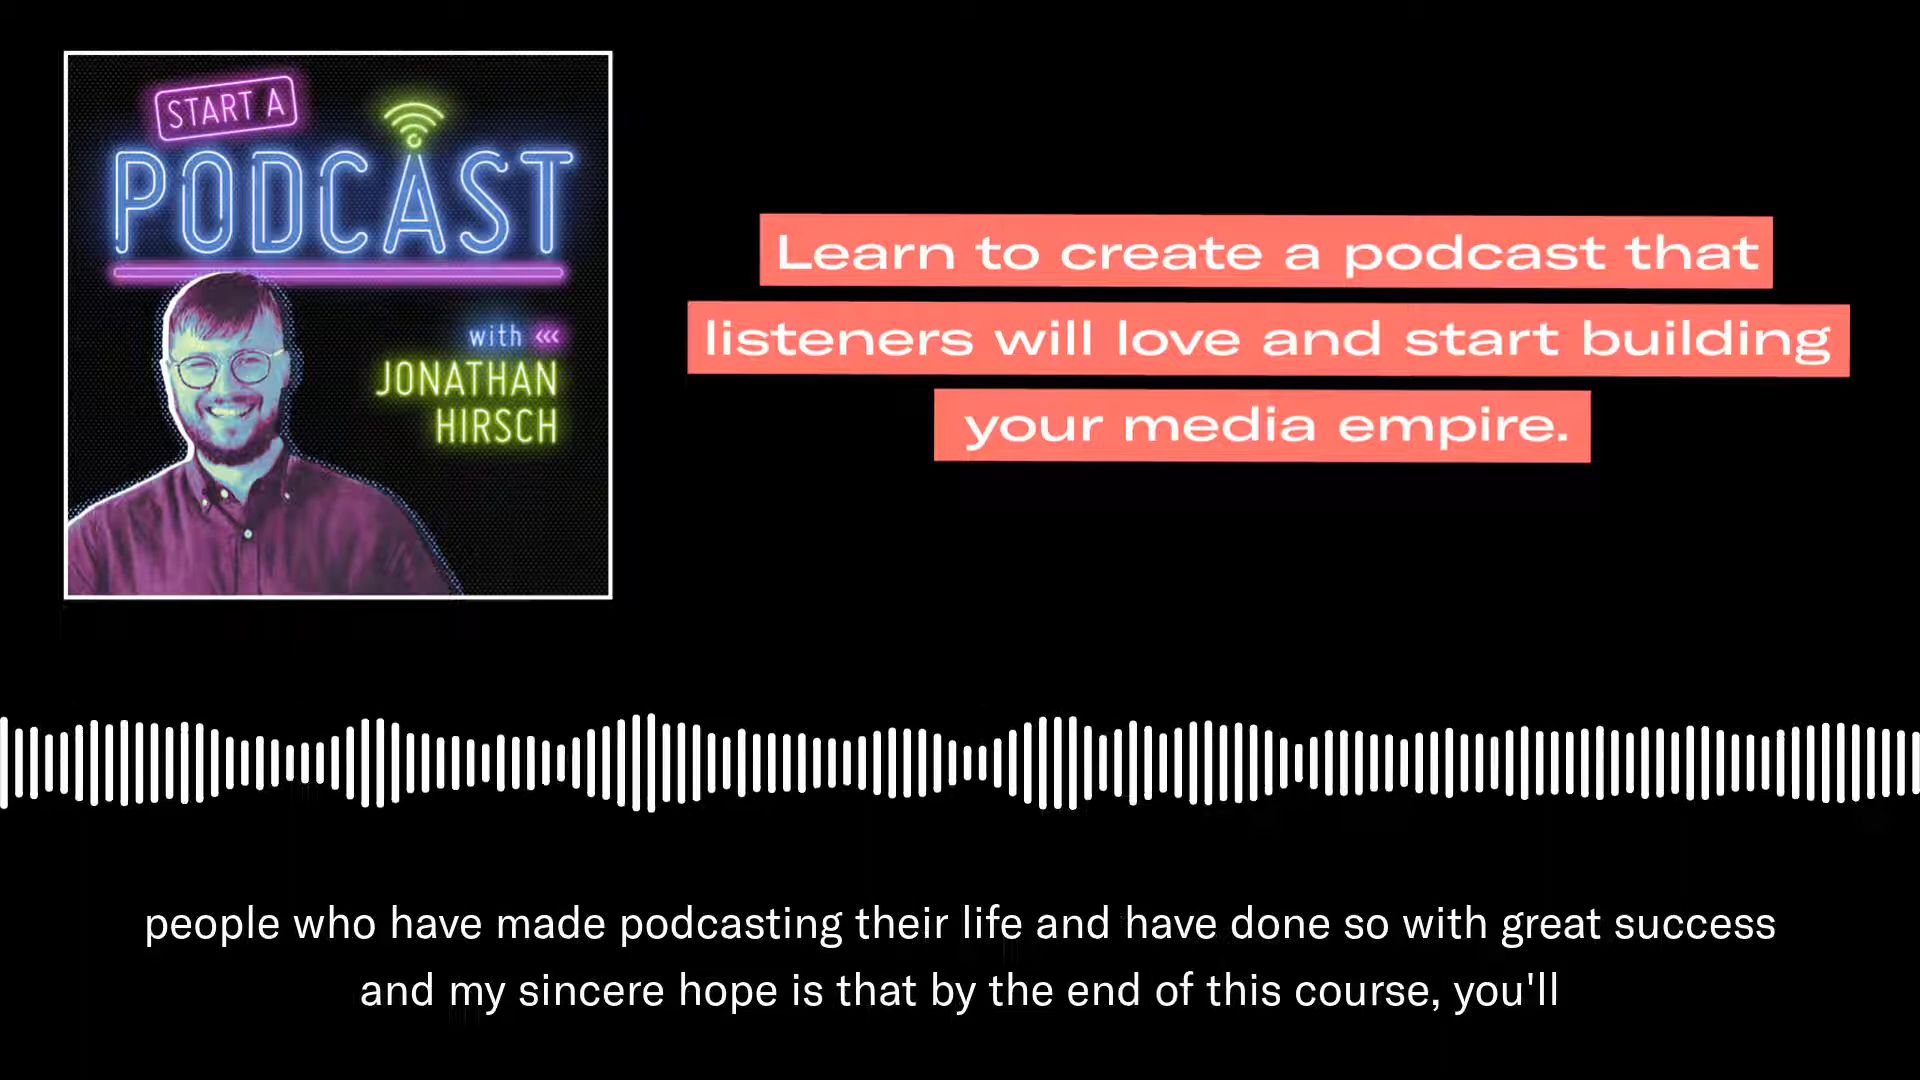 START A
PODCAST
with
JONATHAN
HIRSCH
Learn to create a podcast that
listeners will love and start building
your media empire.
people who have made podcasting their life and have done so with great success
and my sincere hope is that by the end of this course, you'll